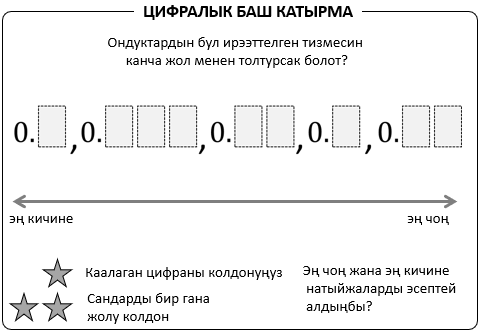 ЦИФРАЛЫК БАШ КАТЫРМА
Ондуктардын бул ирээттелген тизмесин
канча жол менен толтурсак болот?
0. , 0. , 0. , 0. , 0.
эң кичине
эң чоң
Каалаган цифраны колдонуңуз
Сандарды бир гана
жолу колдон
Эң чоң жана эң кичине
натыйжаларды эсептей
алдыңбы?